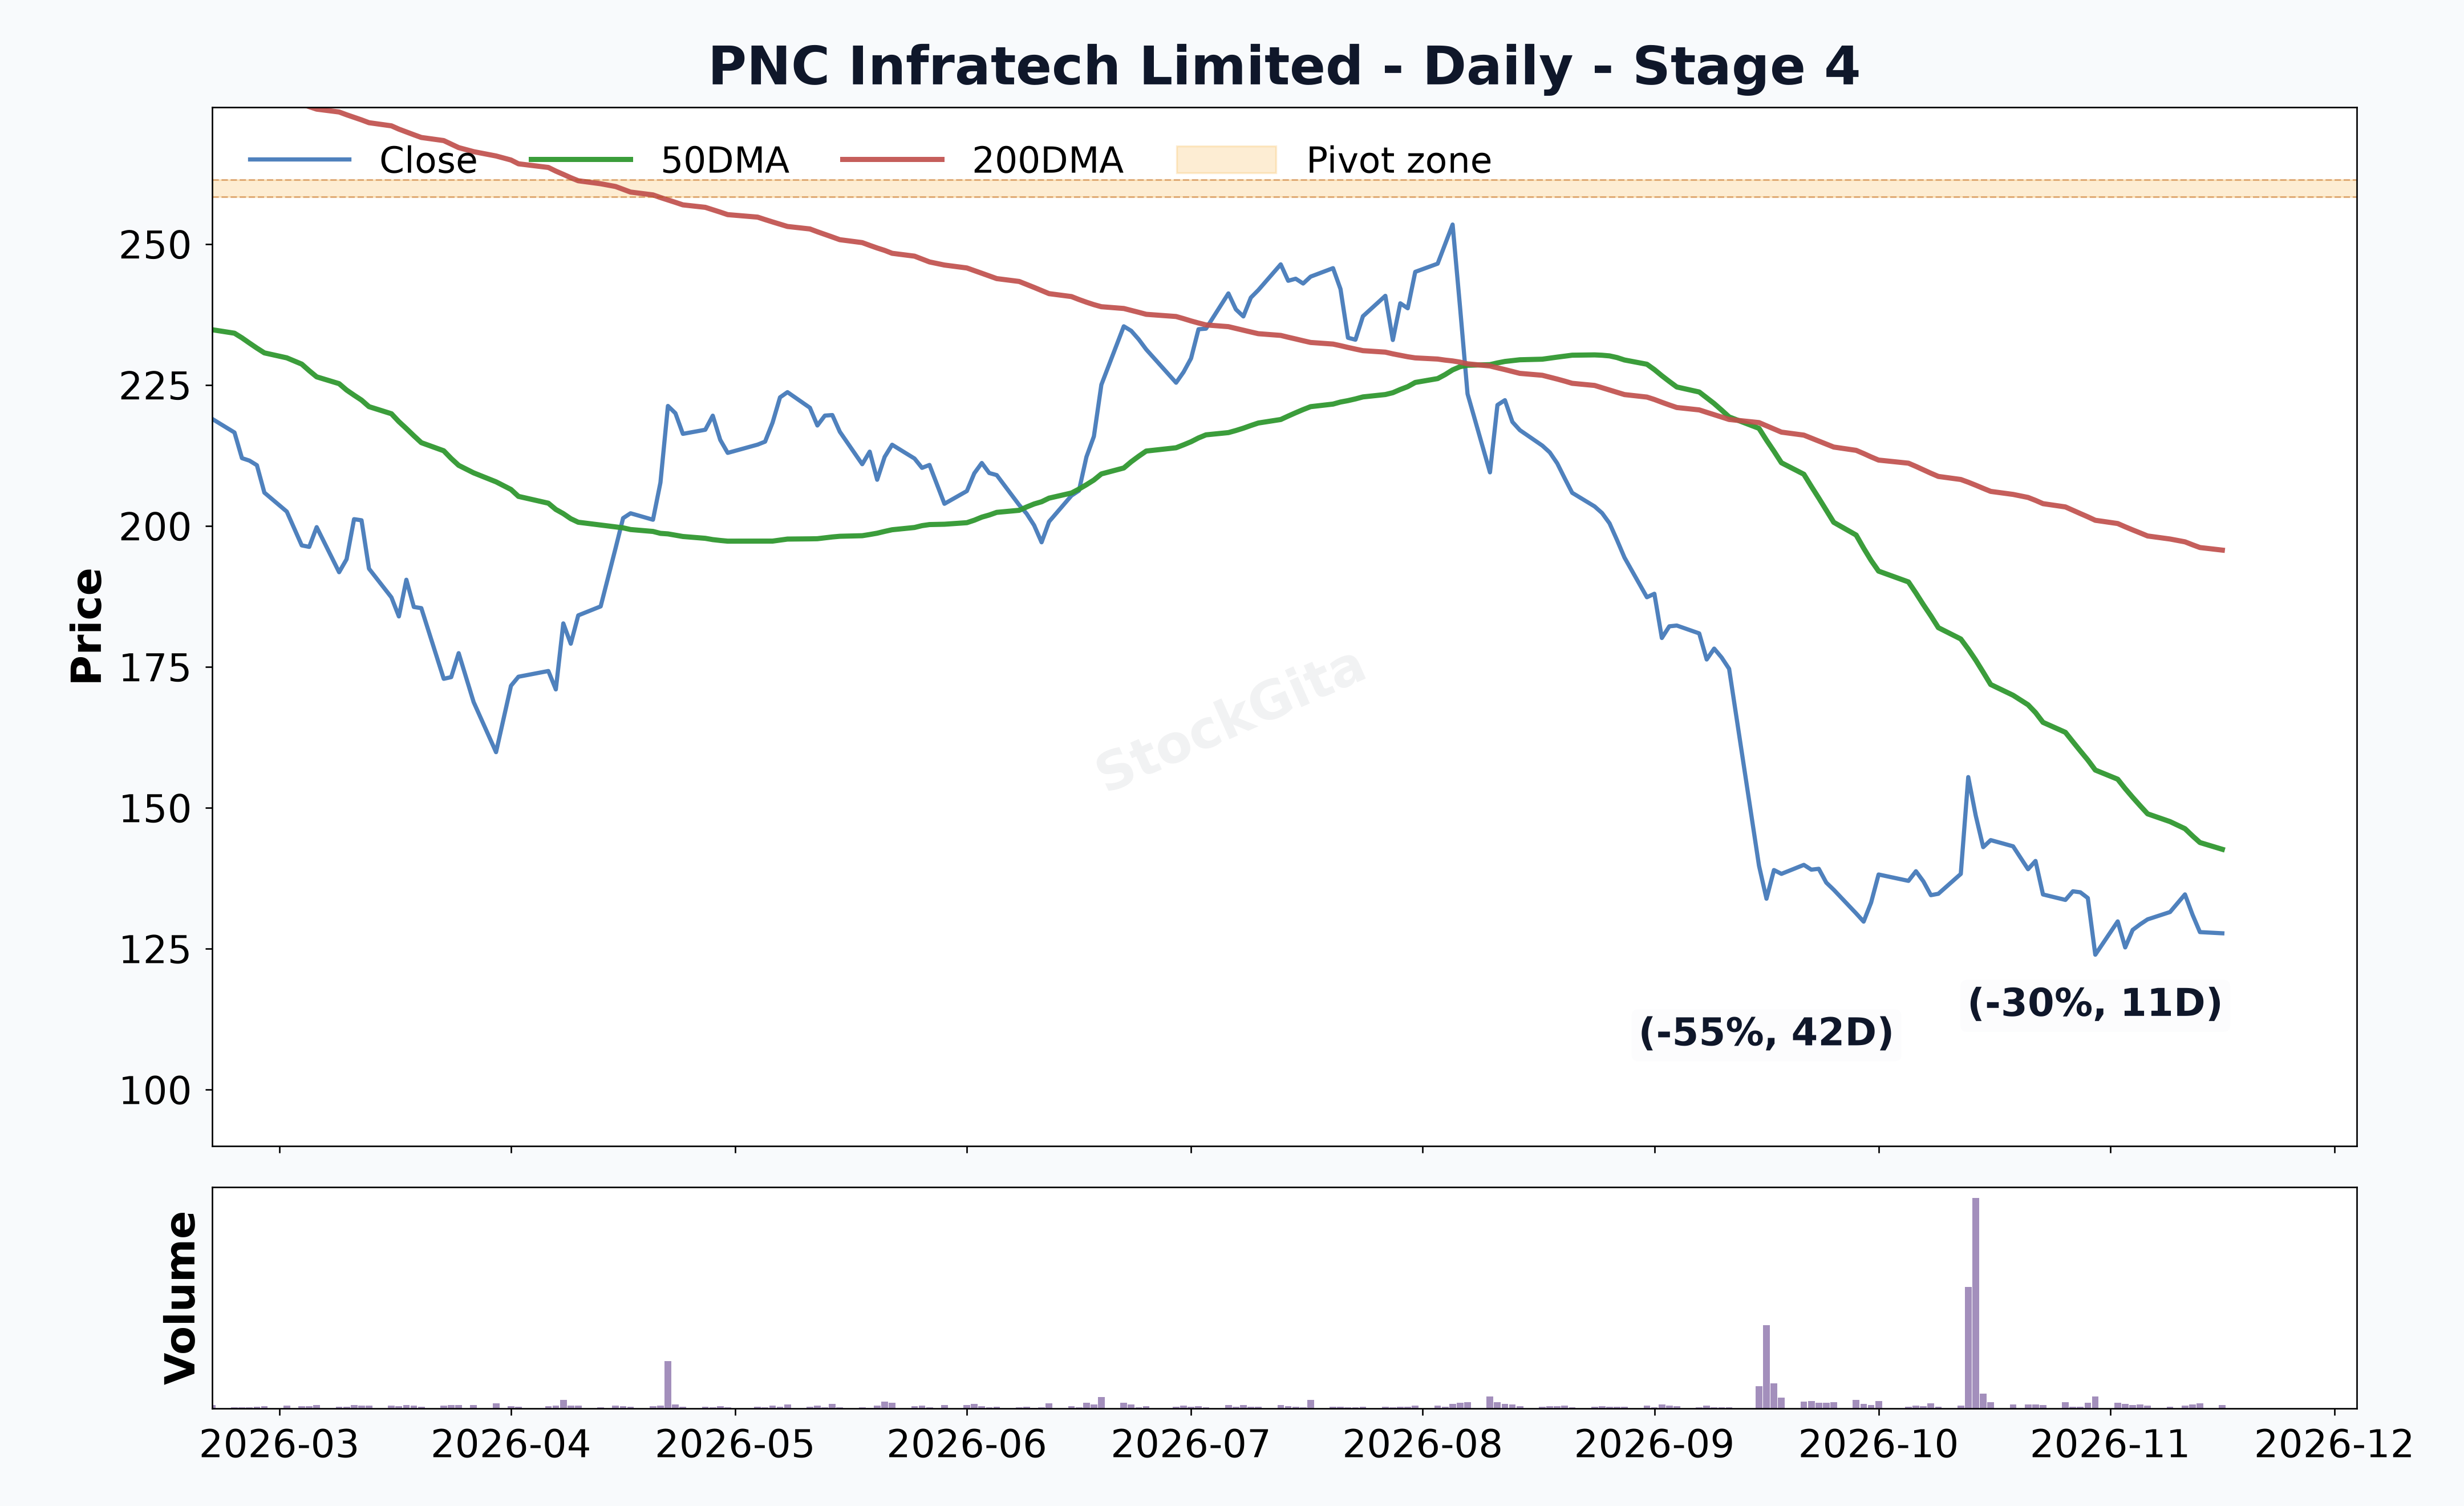 PNC Infratech Limited - Daily - Stage 4
Close 50DMA 200DMA Pivot zone
250
225
200
175
150
125
100
Price
StockGita
(-30%, 11D)
(-55%, 42D)
Volume
2026-03 2026-04 2026-05 2026-06 2026-07 2026-08 2026-09 2026-10 2026-11 2026-12